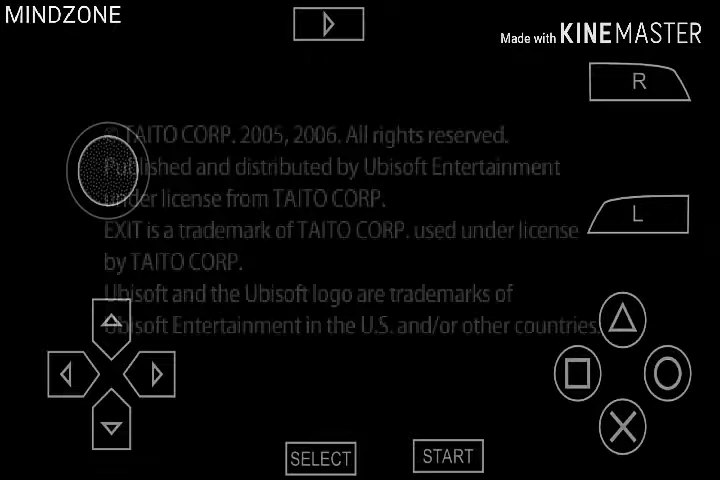 MINDZONE
Made with KINEMASTER
R
© TAITO CORP. 2005, 2006. All rights reserved.
Published and distributed by Ubisoft Entertainment
under license from TAITO CORP.
L
EXIT is a trademark of TAITO CORP. used under license
by TAITO CORP.
Ubisoft and the Ubisoft logo are trademarks of
Ubisoft Entertainment in the U.S. and/or other countries.
SELECT
START